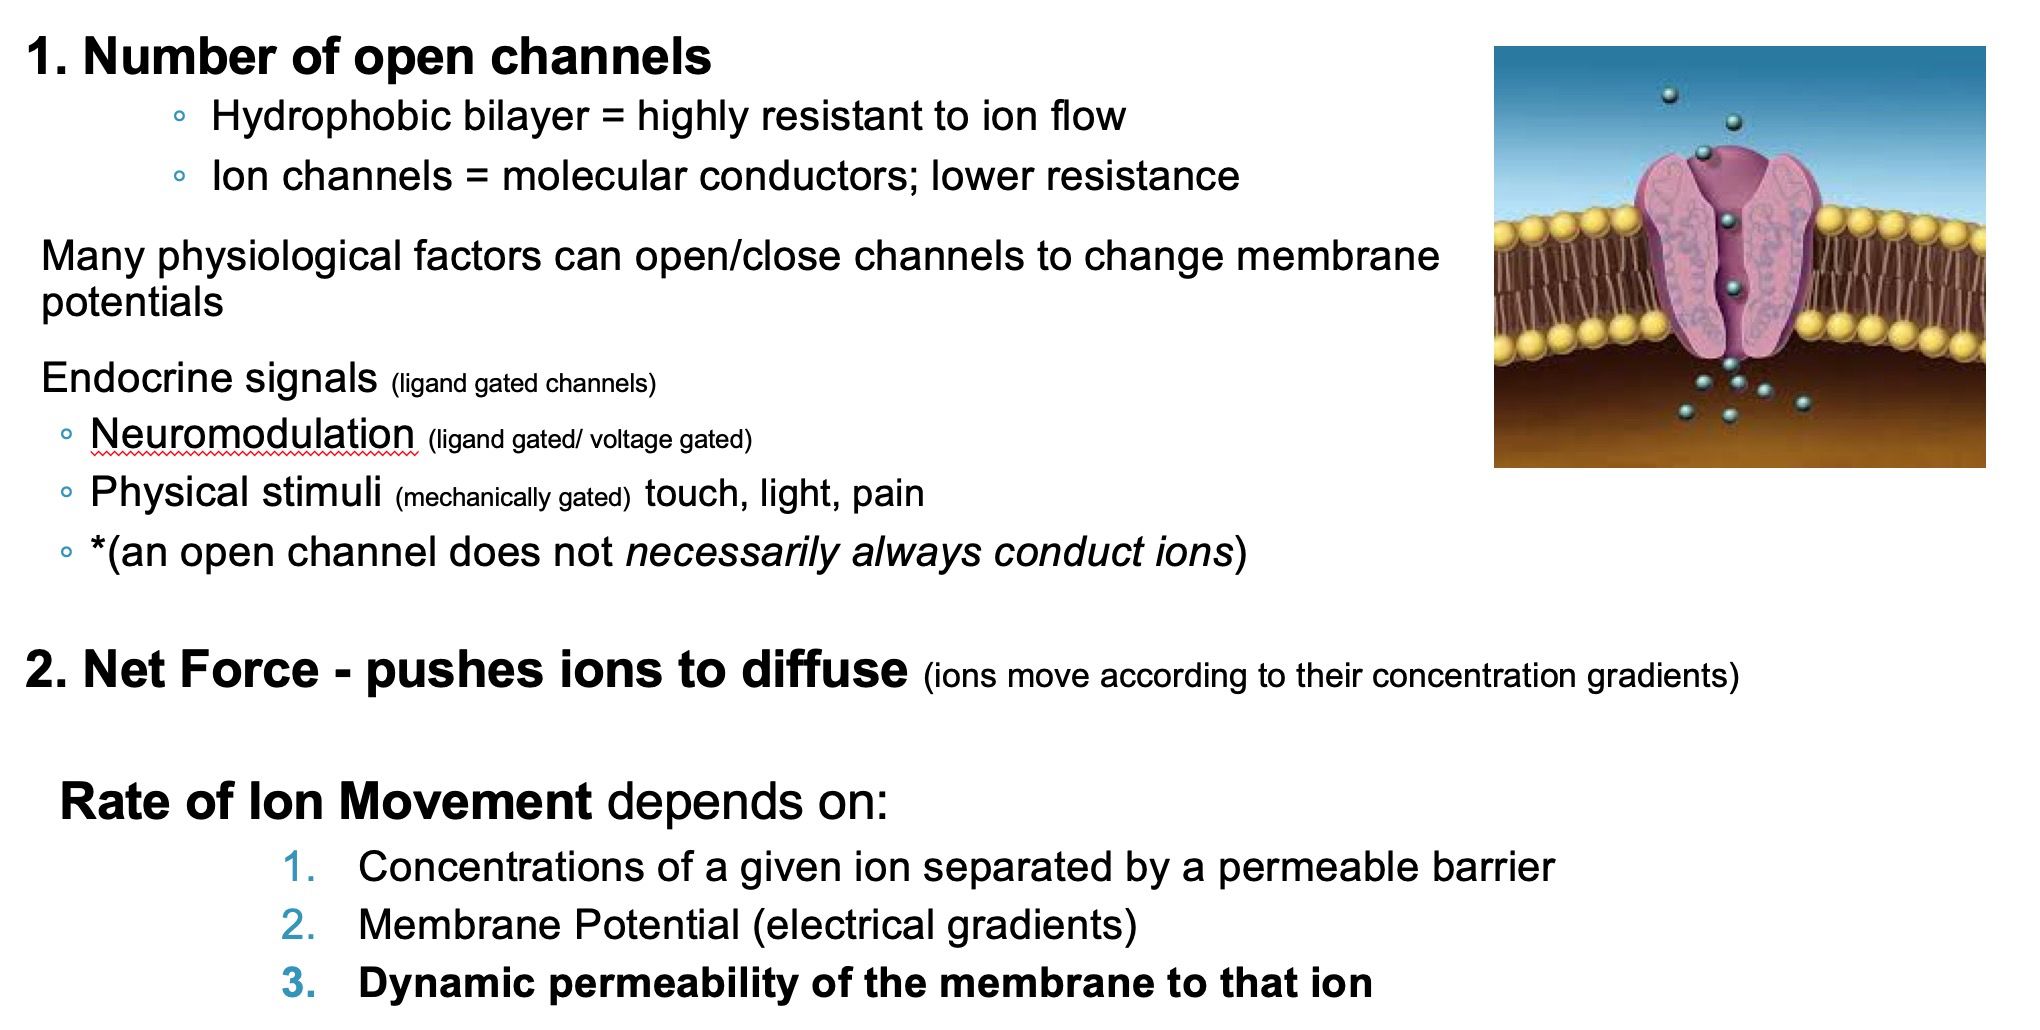 1. Number of open channels
◦ Hydrophobic bilayer = highly resistant to ion flow
◦ Ion channels = molecular conductors; lower resistance
Many physiological factors can open/close channels to change membrane
potentials
Endocrine signals (ligand gated channels)
◦ Neuromodulation (ligand gated/ voltage gated)
◦ Physical stimuli (mechanically gated) touch, light, pain
◦ *(an open channel does not necessarily always conduct ions)
2. Net Force - pushes ions to diffuse (ions move according to their concentration gradients)
Rate of Ion Movement depends on:
1. Concentrations of a given ion separated by a permeable barrier
2. Membrane Potential (electrical gradients)
3. Dynamic permeability of the membrane to that ion